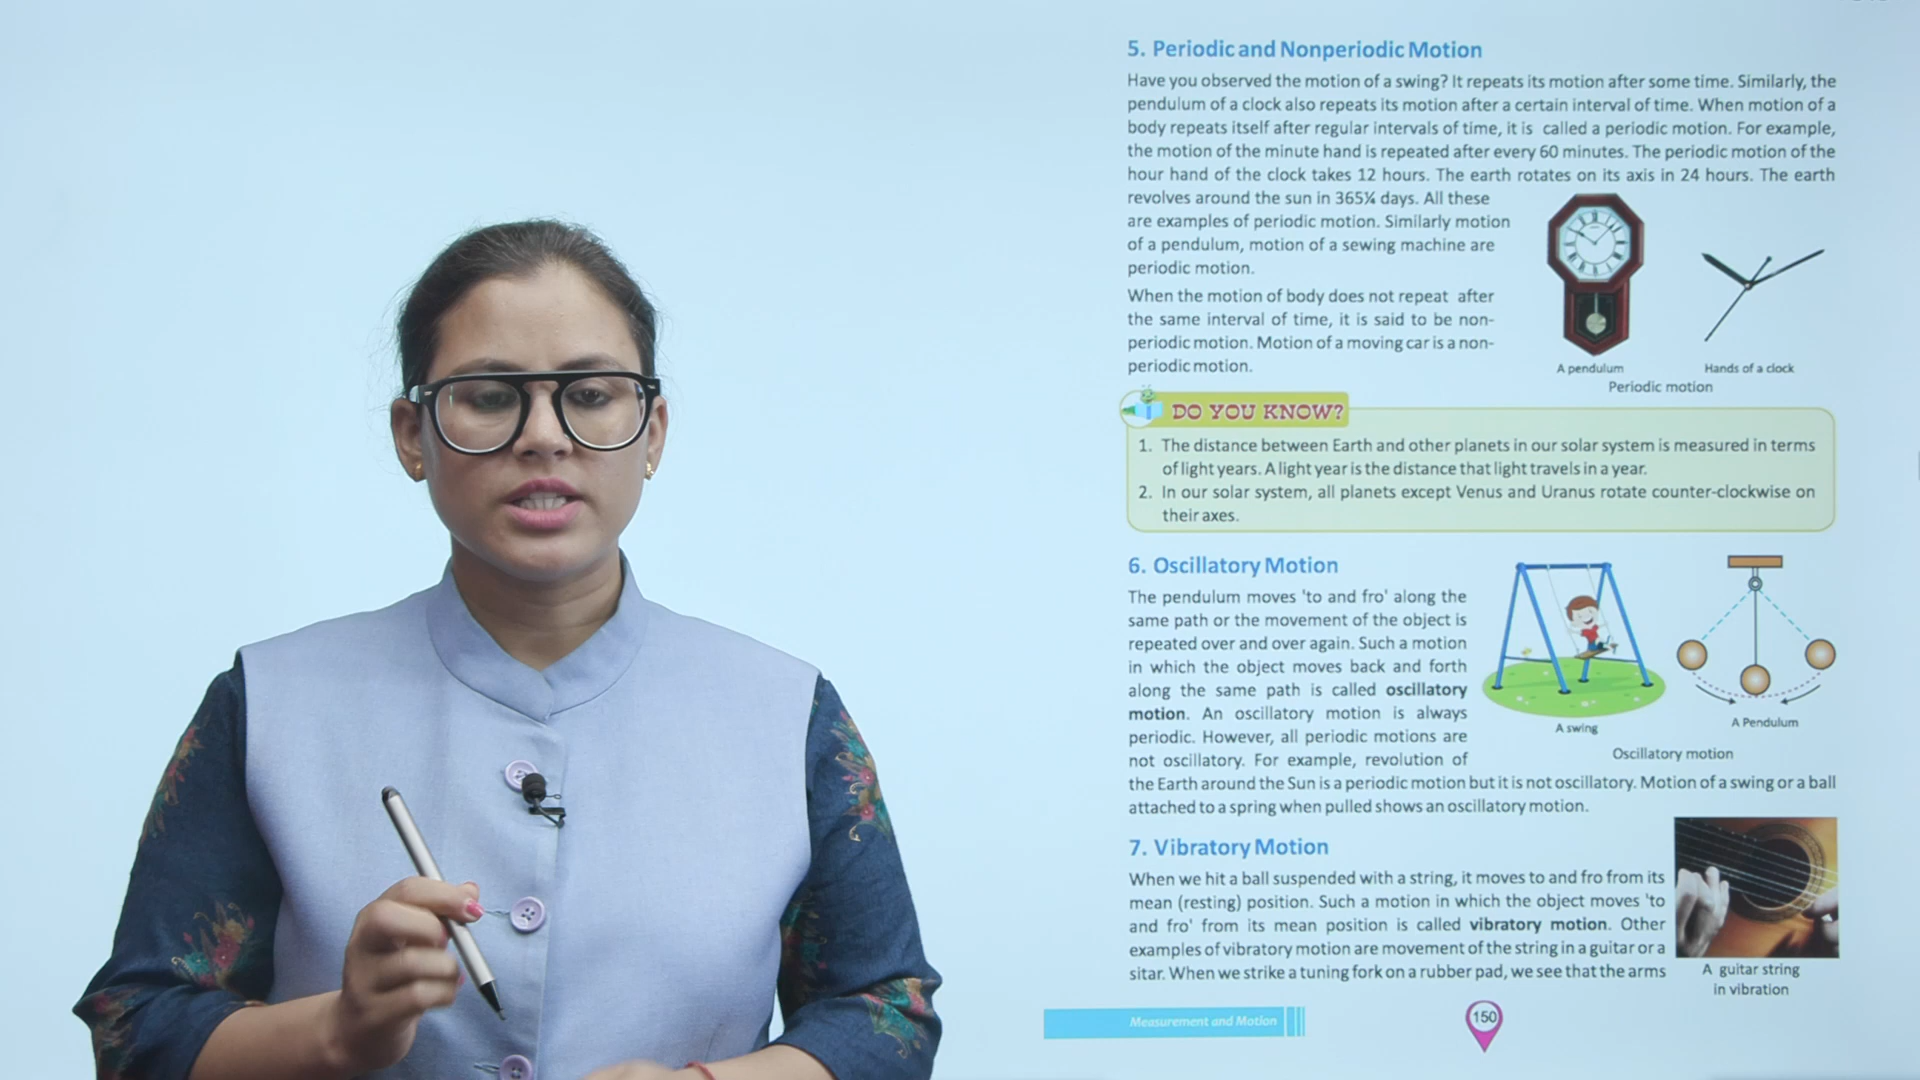 5. Periodic and Nonperiodic Motion
Have you observed the motion of a swing? It repeats its motion after some time. Similarly, the
pendulum of a clock also repeats its motion after a certain interval of time. When motion of a
body repeats itself after regular intervals of time, it is called a periodic motion. For example,
the motion of the minute hand is repeated after every 60 minutes. The periodic motion of the
hour hand of the clock takes 12 hours. The earth rotates on its axis in 24 hours. The earth
revolves around the sun in 365¼ days. All these
are examples of periodic motion. Similarly motion
of a pendulum, motion of a sewing machine are
periodic motion.
When the motion of body does not repeat after
the same interval of time, it is said to be non-
periodic motion. Motion of a moving car is a non-
periodic motion.
A pendulum
Hands of a clock
Periodic motion
DO YOU KNOW?
1. The distance between Earth and other planets in our solar system is measured in terms
of light years. A light year is the distance that light travels in a year.
2. In our solar system, all planets except Venus and Uranus rotate counter-clockwise on
their axes.
6. Oscillatory Motion
The pendulum moves 'to and fro' along the
same path or the movement of the object is
repeated over and over again. Such a motion
in which the object moves back and forth
along the same path is called oscillatory
motion. An oscillatory motion is always
periodic. However, all periodic motions are
not oscillatory. For example, revolution of
the Earth around the Sun is a periodic motion but it is not oscillatory. Motion of a swing or a ball
attached to a spring when pulled shows an oscillatory motion.
A swing
A Pendulum
Oscillatory motion
7. Vibratory Motion
When we hit a ball suspended with a string, it moves to and fro from its
mean (resting) position. Such a motion in which the object moves 'to
and fro' from its mean position is called vibratory motion. Other
examples of vibratory motion are movement of the string in a guitar or a
sitar. When we strike a tuning fork on a rubber pad, we see that the arms
A guitar string
in vibration
Measurement and Motion
150